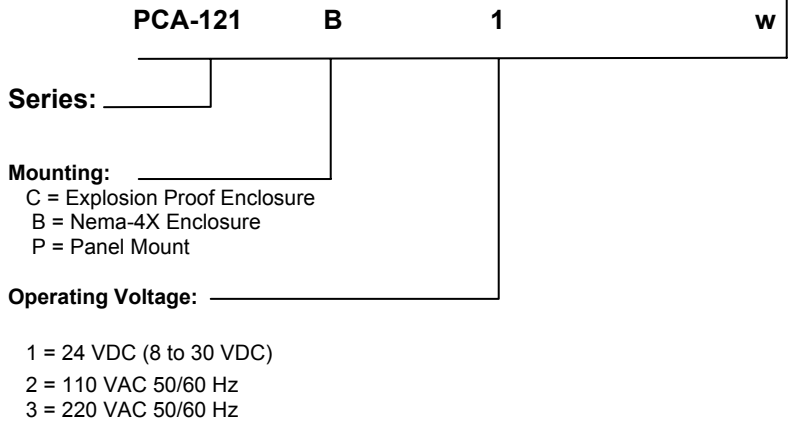 PCA-121 B 1 w
Series:
Mounting:
C = Explosion Proof Enclosure
B = Nema-4X Enclosure
P = Panel Mount
Operating Voltage:
1 = 24 VDC (8 to 30 VDC)
2 = 110 VAC 50/60 Hz
3 = 220 VAC 50/60 Hz